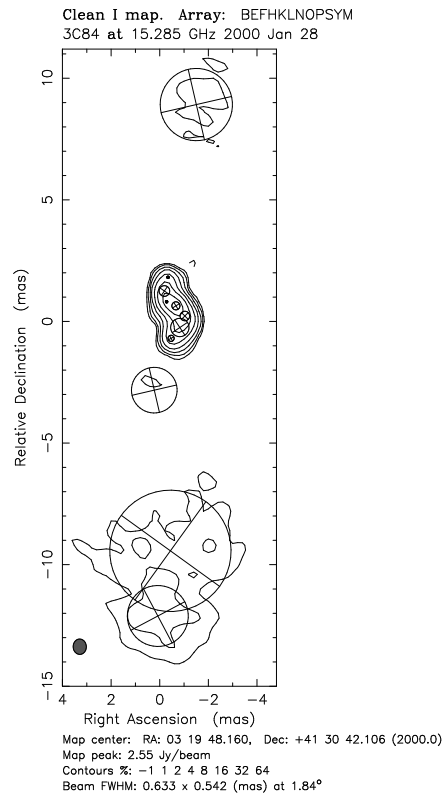 Clean I map. Array: BEFHKLNOPSYM
3C84 at 15.285 GHz 2000 Jan 28
10
5
0
−5
−10
−15
Relative Declination (mas)
4 2 0 −2 −4
Right Ascension (mas)
Map center: RA: 03 19 48.160, Dec: +41 30 42.106 (2000.0)
Map peak: 2.55 Jy/beam
Contours %: −1 1 2 4 8 16 32 64
Beam FWHM: 0.633 x 0.542 (mas) at 1.84°